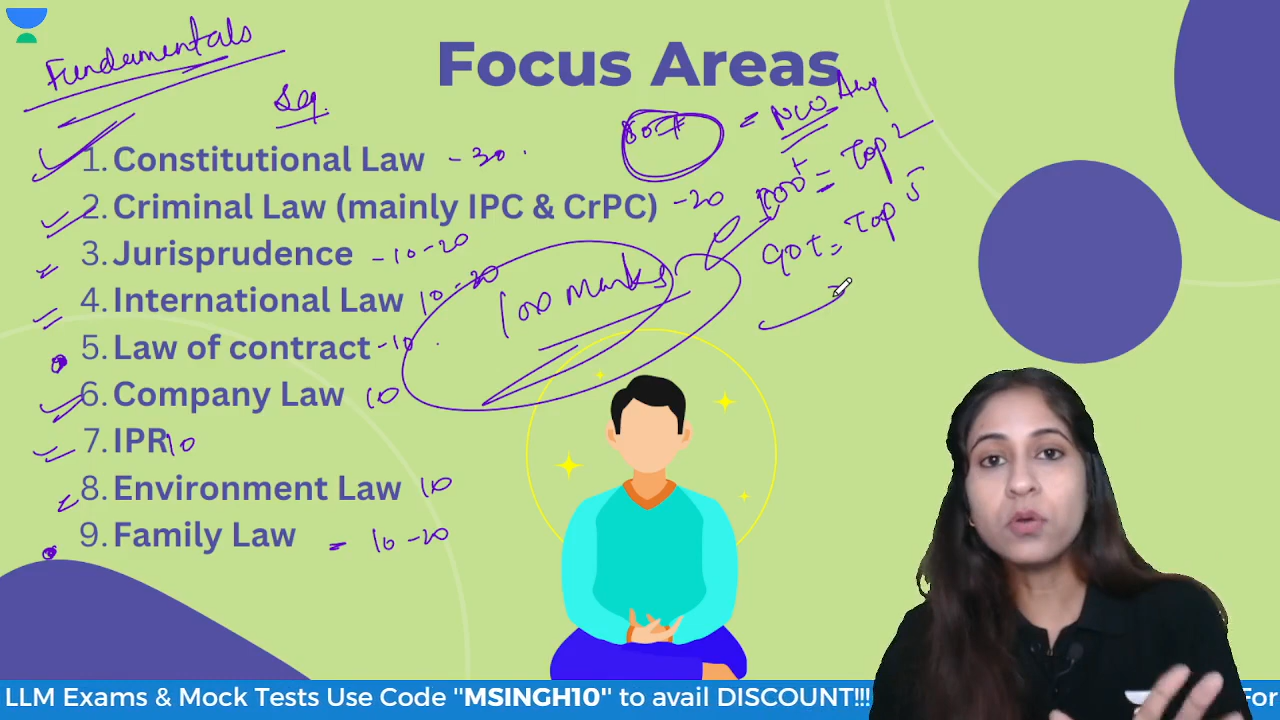 Fundamentals
Focus Areas
Seq.
80+ = NLU Any
1. Constitutional Law - 30
100+ = Top 2
2. Criminal Law (mainly IPC & CrPC) - 20
90+ = Top 5
3. Jurisprudence - 10-20
4. International Law 10-20
100 marks
5. Law of contract - 10
6. Company Law 10
7. IPR 10
8. Environment Law 10
9. Family Law = 10-20
LLM Exams & Mock Tests Use Code "MSINGH10" to avail DISCOUNT!!! For